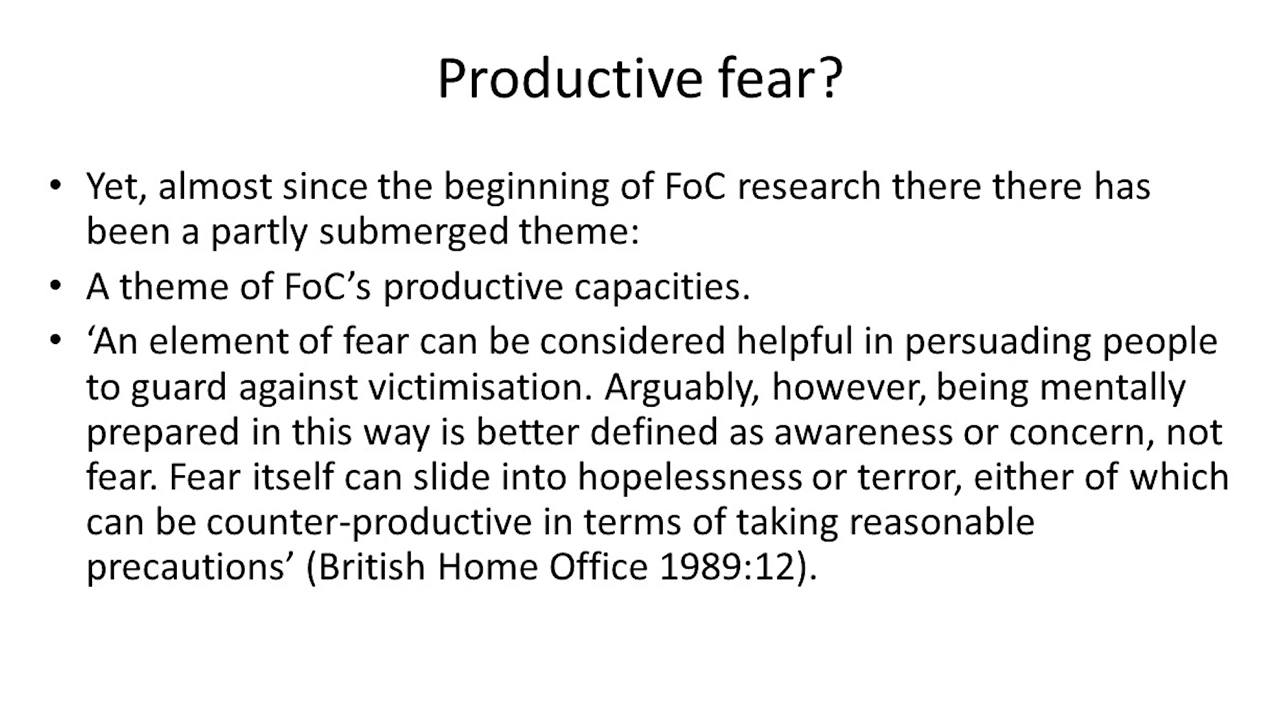 Productive fear?
• Yet, almost since the beginning of FoC research there there has
been a partly submerged theme:
• A theme of FoC’s productive capacities.
• ‘An element of fear can be considered helpful in persuading people
to guard against victimisation. Arguably, however, being mentally
prepared in this way is better defined as awareness or concern, not
fear. Fear itself can slide into hopelessness or terror, either of which
can be counter-productive in terms of taking reasonable
precautions’ (British Home Office 1989:12).